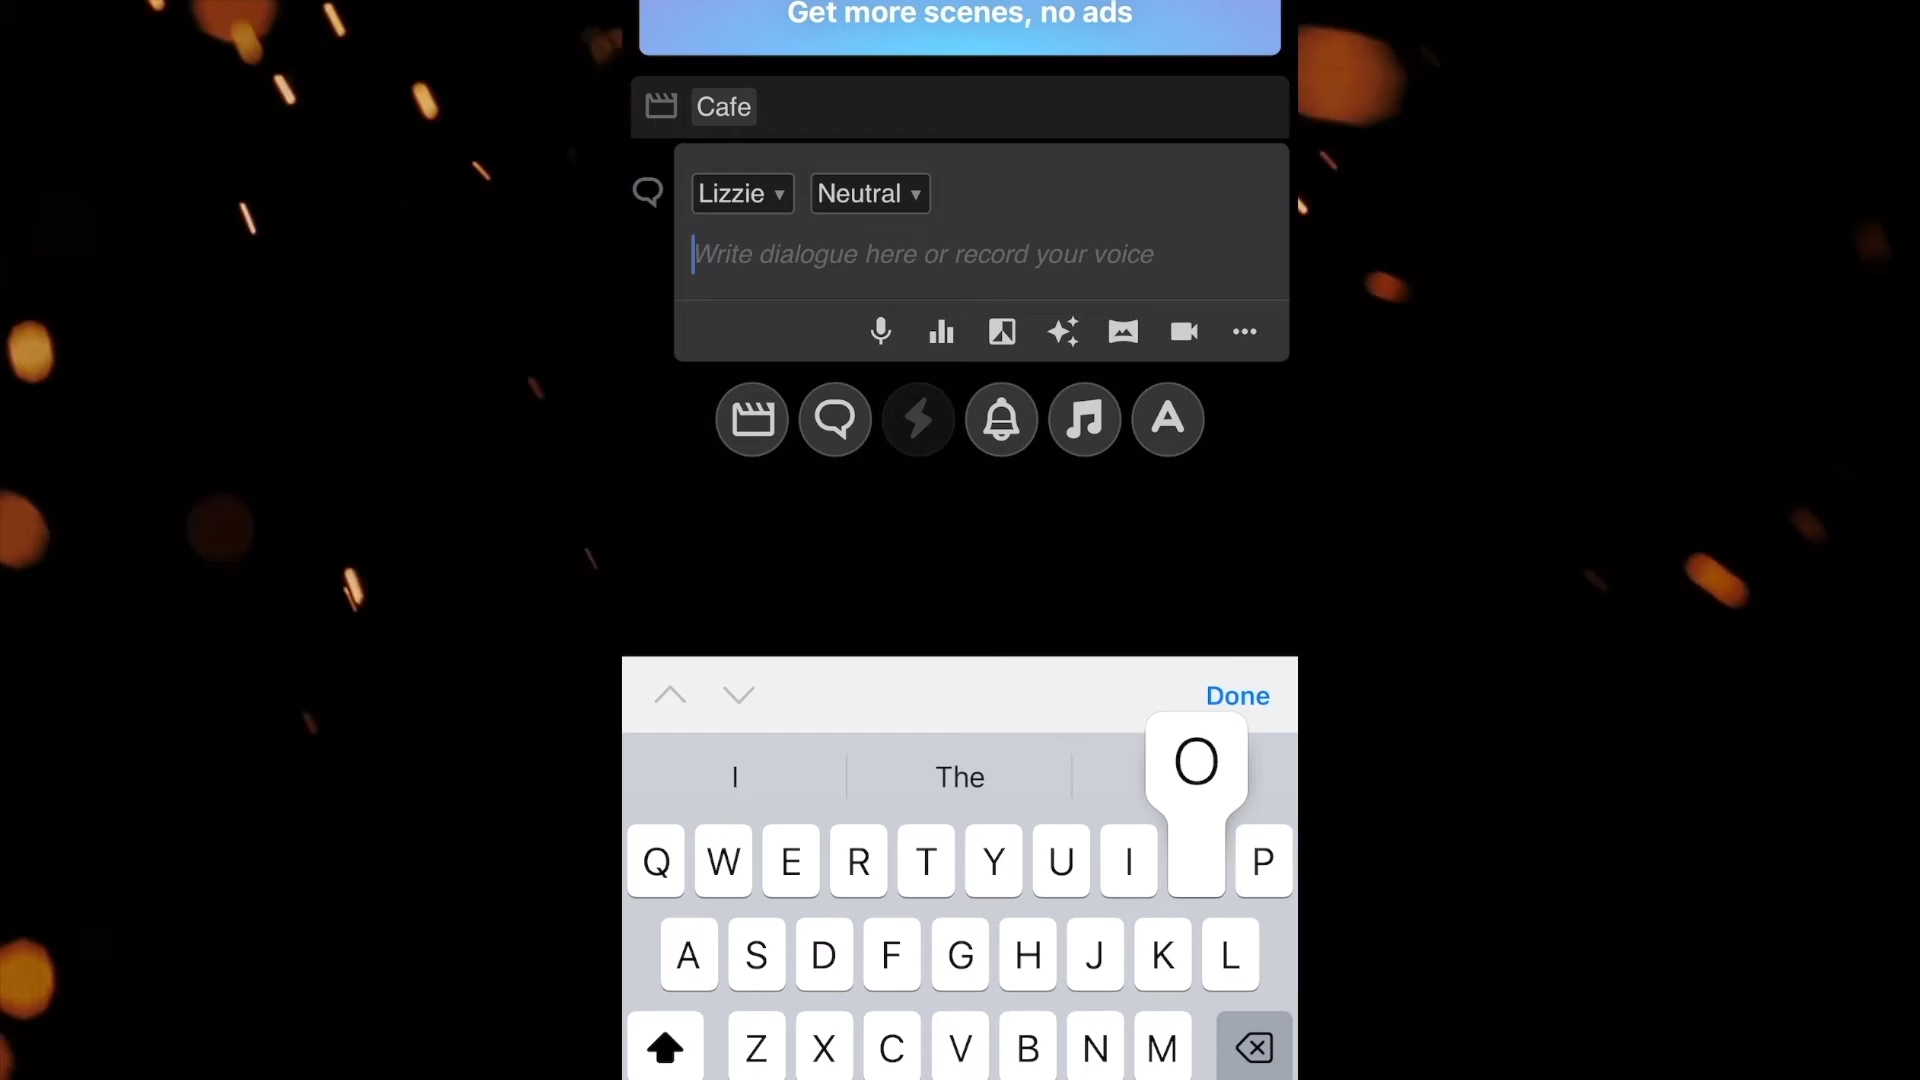 Get more scenes, no ads
Cafe
Lizzie ▾ Neutral ▾
Write dialogue here or record your voice
Done
I The
O
Q W E R T Y U I P
A S D F G H J K L
Z X C V B N M